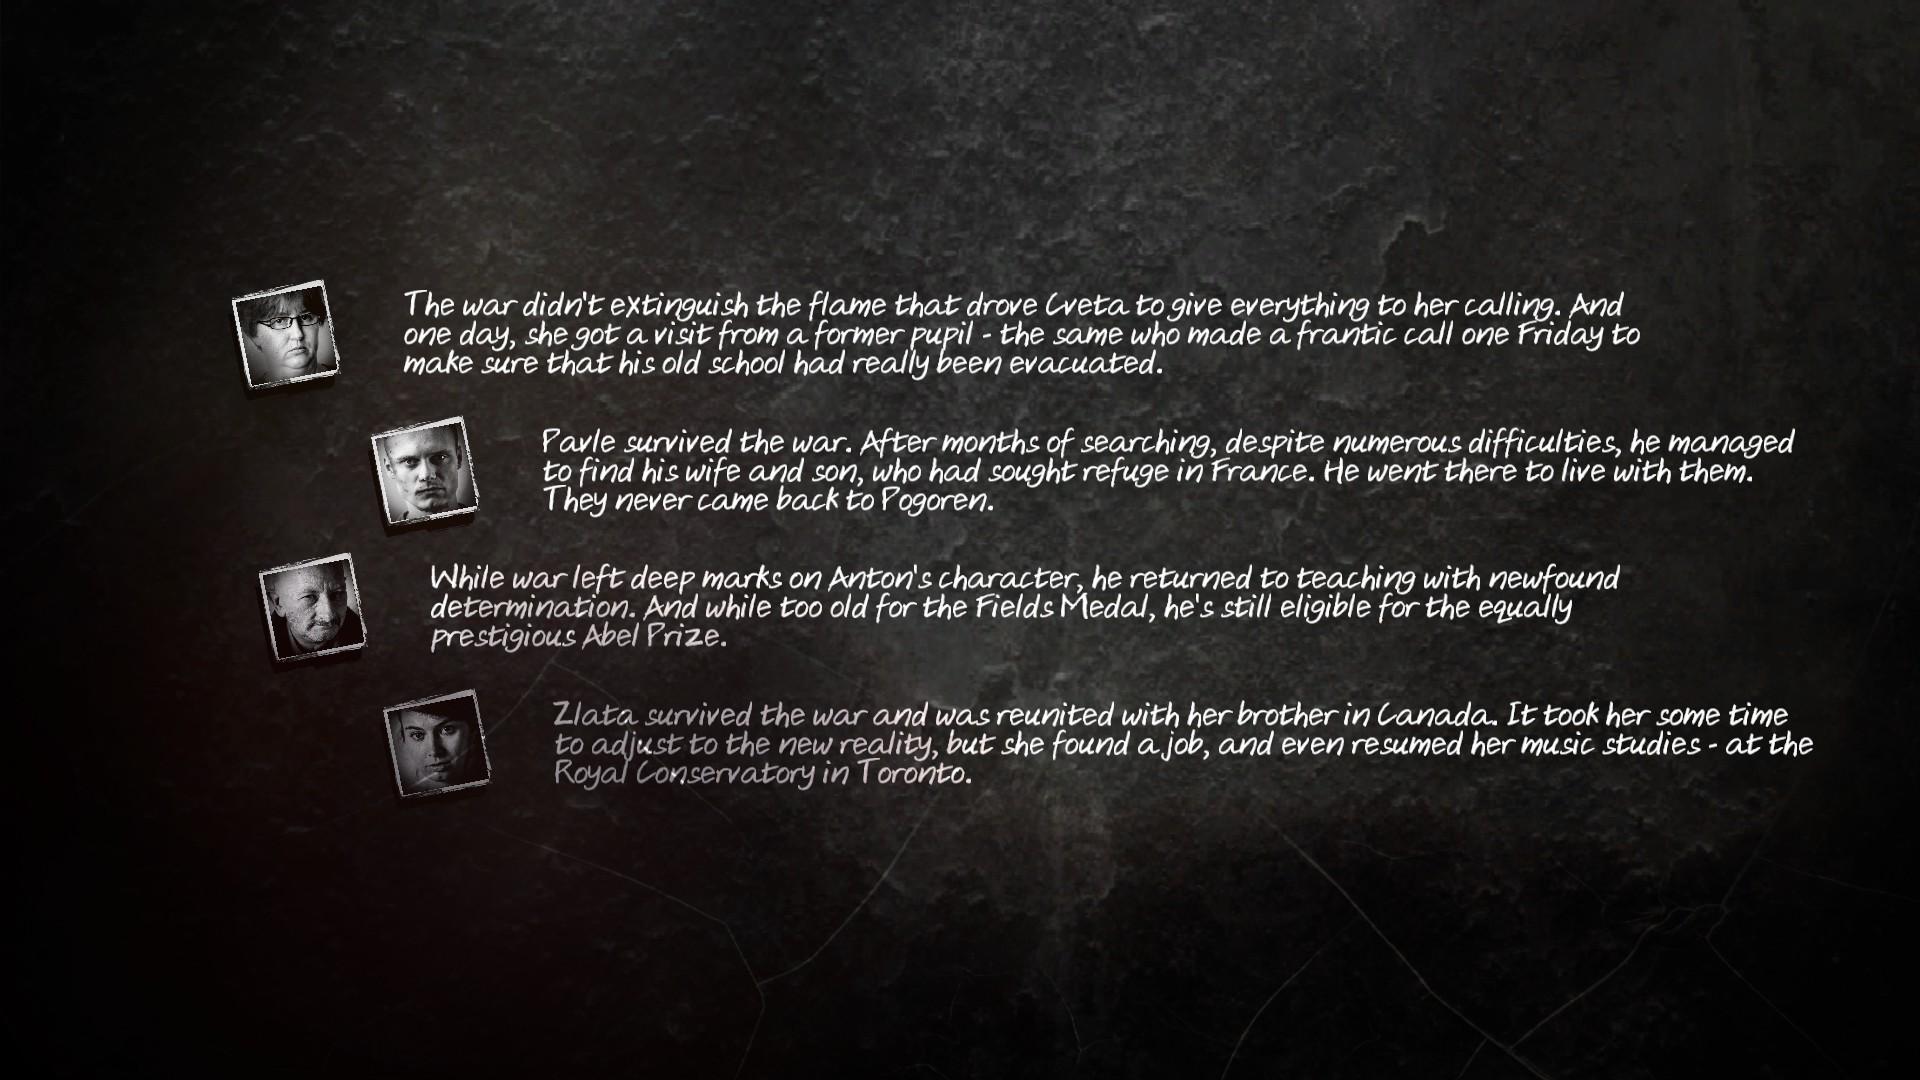 The war didn't extinguish the flame that drove Cveta to give everything to her calling. And
one day, she got a visit from a former pupil - the same who made a frantic call one Friday to
make sure that his old school had really been evacuated.
Pavle survived the war. After months of searching, despite numerous difficulties, he managed
to find his wife and son, who had sought refuge in France. He went there to live with them.
They never came back to Pogoren.
While war left deep marks on Anton's character, he returned to teaching with newfound
determination. And while too old for the Fields Medal, he's still eligible for the equally
prestigious Abel Prize.
Zlata survived the war and was reunited with her brother in Canada. It took her some time
to adjust to the new reality, but she found a job, and even resumed her music studies - at the
Royal Conservatory in Toronto.